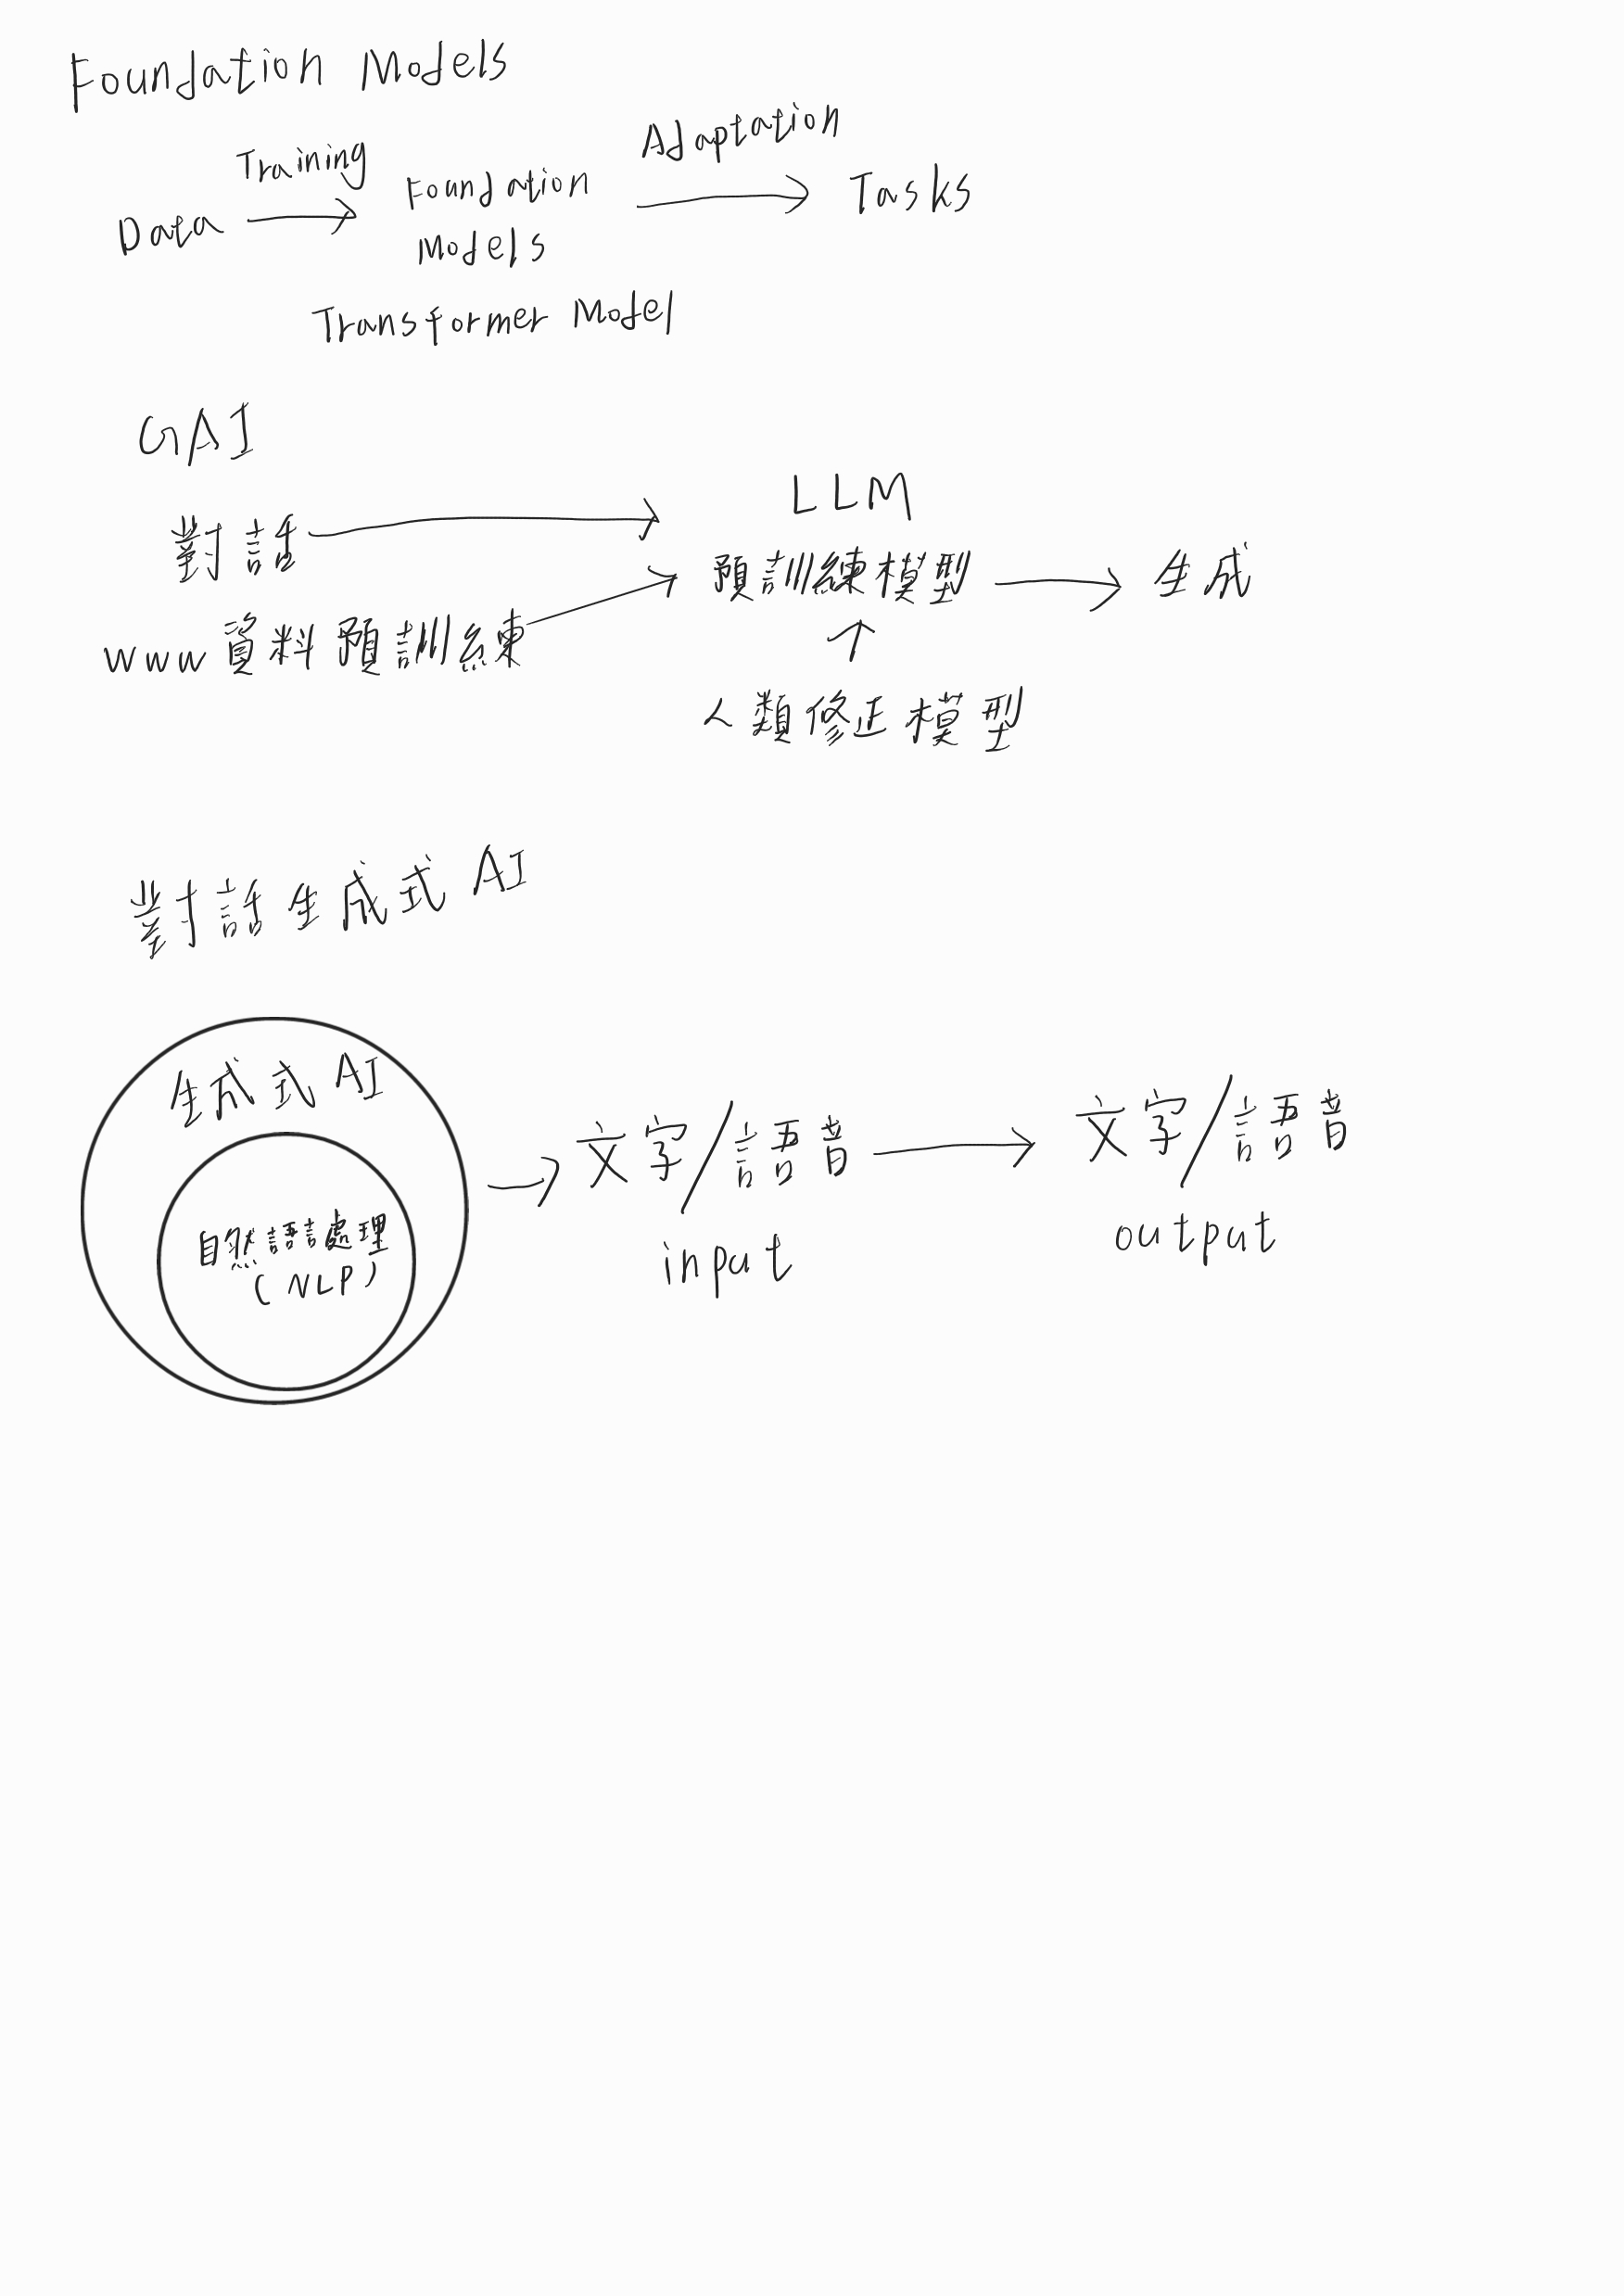 Foundation Models
Training
Adaptation
Data → Foundation → Tasks
Models
Transformer Model
GAI
LLM
對話 →
預訓練模型 → 生成
www 資料預訓練
↑
人類修正模型
對話生成式 AI
生成式 AI
→ 文字/語音 → 文字/語音
input
output
自然語言處理
(NLP)